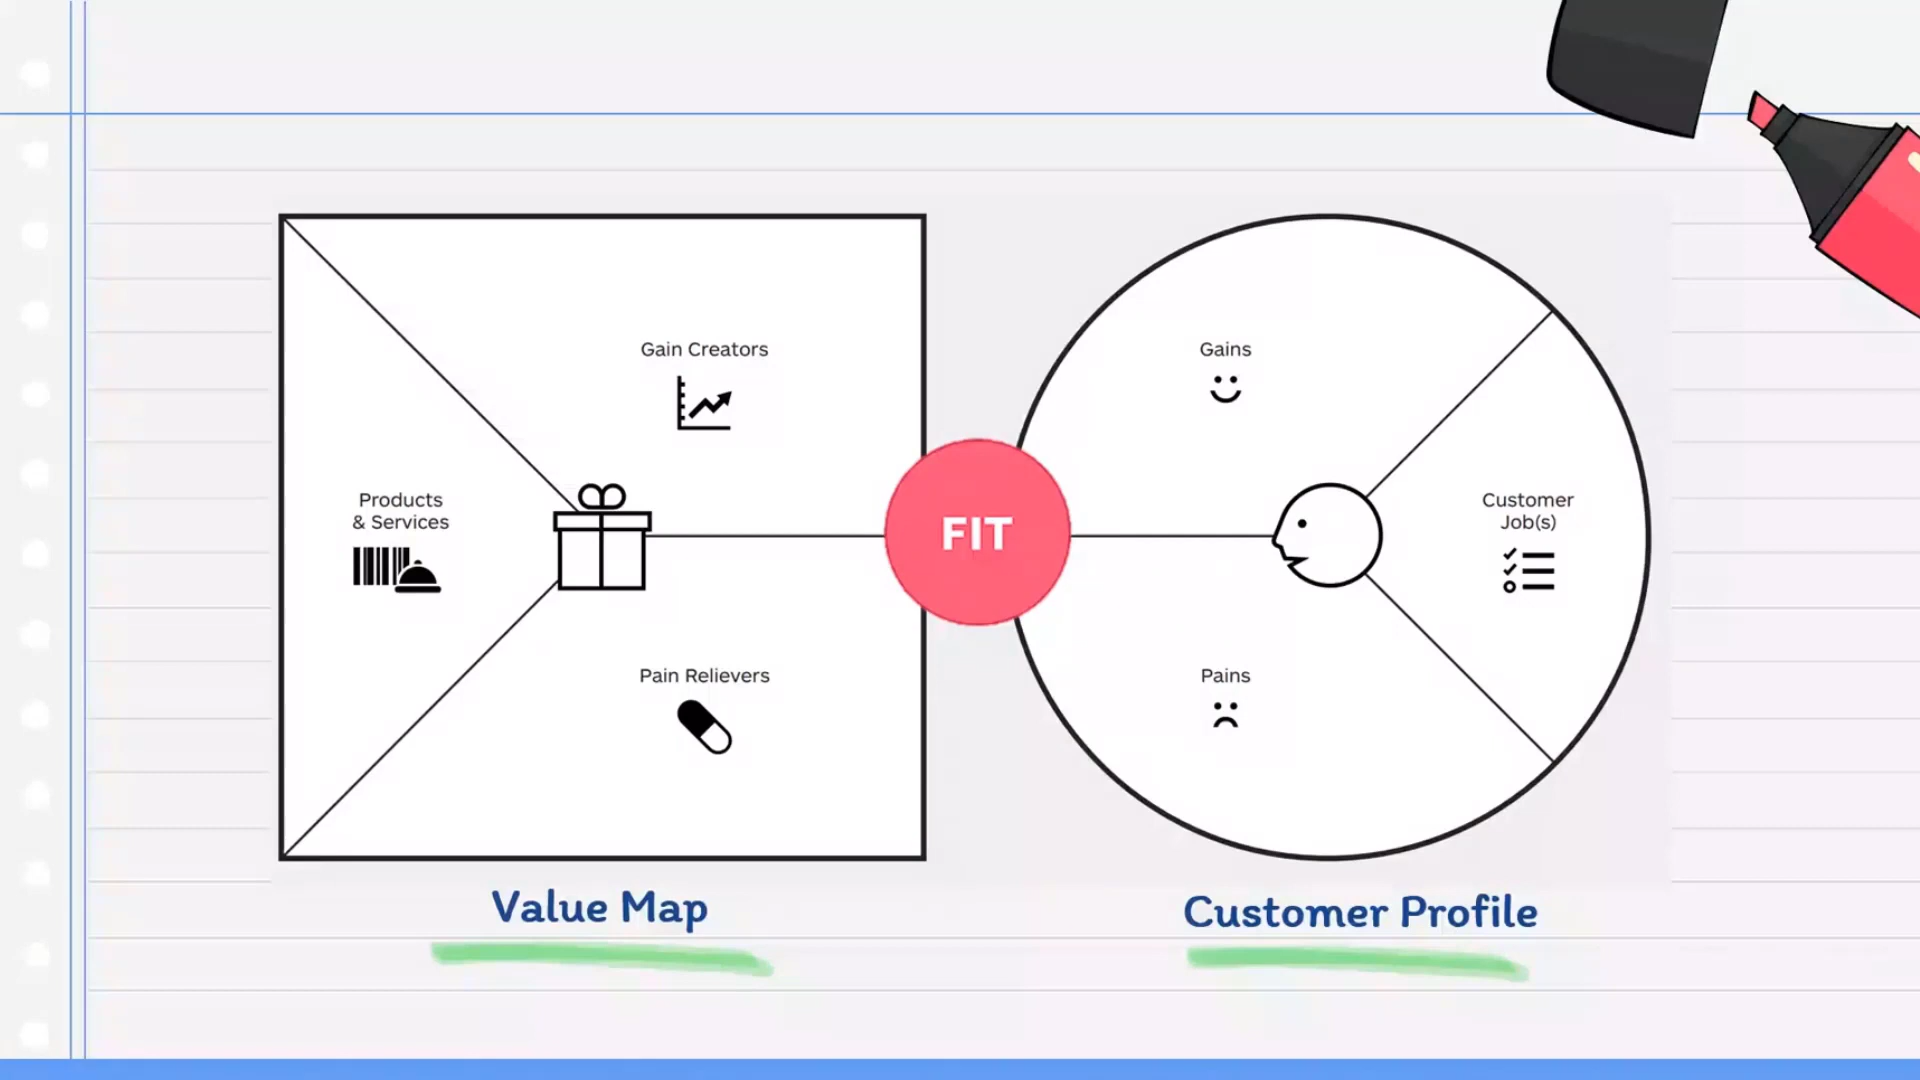 Gain Creators
Products
& Services
Pain Relievers
FIT
Gains
Customer
Job(s)
Pains
Value Map
Customer Profile